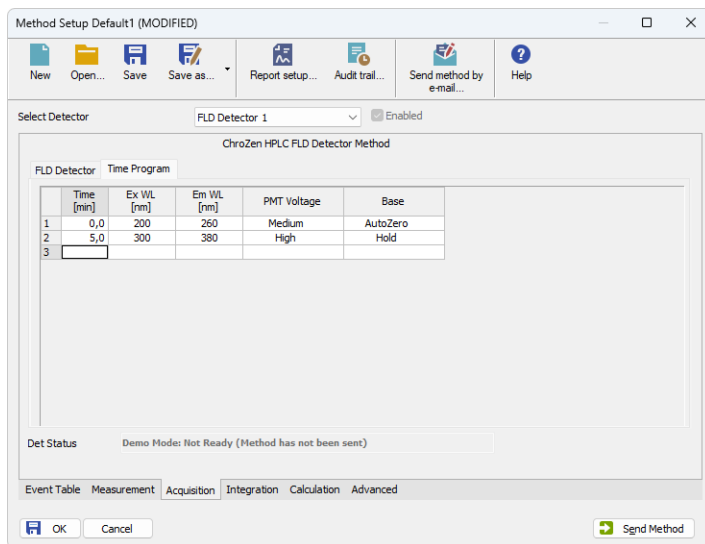 Method Setup Default1 (MODIFIED)
New Open... Save Save as... Report setup... Audit trail... Send method by e-mail... Help
Select Detector FLD Detector 1 Enabled
ChroZen HPLC FLD Detector Method
FLD Detector Time Program
Time [min] Ex WL [nm] Em WL [nm] PMT Voltage Base
1 0,0 200 260 Medium AutoZero
2 5,0 300 380 High Hold
3
Det Status Demo Mode: Not Ready (Method has not been sent)
Event Table Measurement Acquisition Integration Calculation Advanced
OK Cancel Send Method